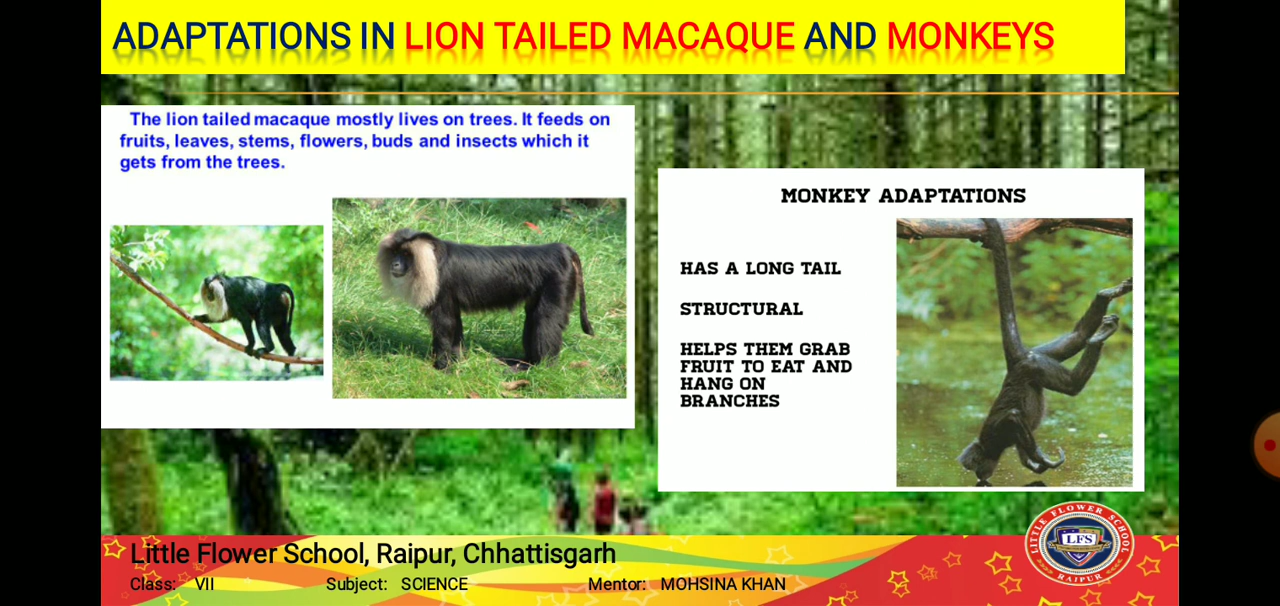 ADAPTATIONS IN LION TAILED MACAQUE AND MONKEYS
The lion tailed macaque mostly lives on trees. It feeds on
fruits, leaves, stems, flowers, buds and insects which it
gets from the trees.
MONKEY ADAPTATIONS
HAS A LONG TAIL
STRUCTURAL
HELPS THEM GRAB
FRUIT TO EAT AND
HANG ON
BRANCHES
Little Flower School, Raipur, Chhattisgarh
Class: VII Subject: SCIENCE Mentor: MOHSINA KHAN
LITTLE FLOWER SCHOOL
LFS
RAIPUR